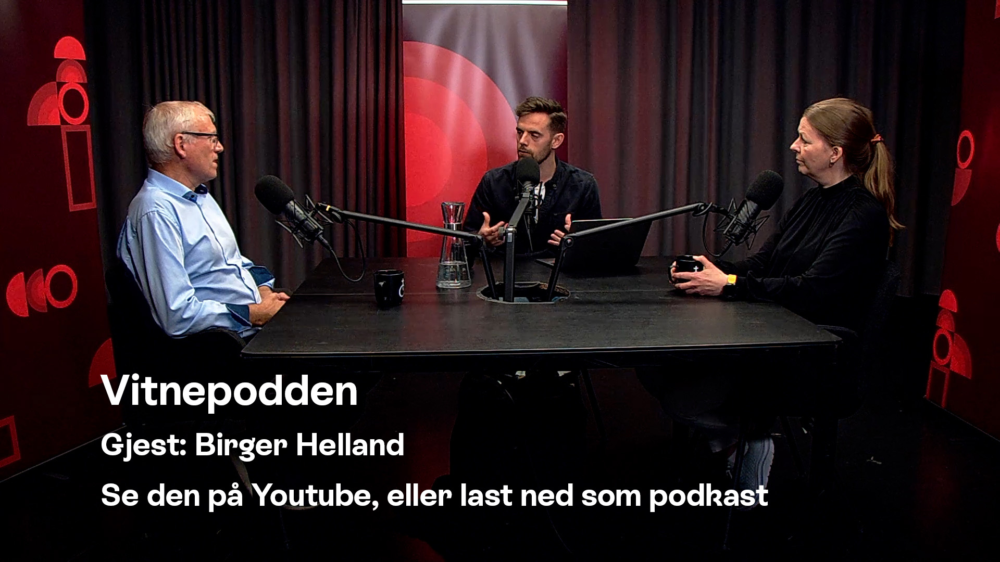 Vitnepodden
Gjest: Birger Helland
Se den på Youtube, eller last ned som podkast